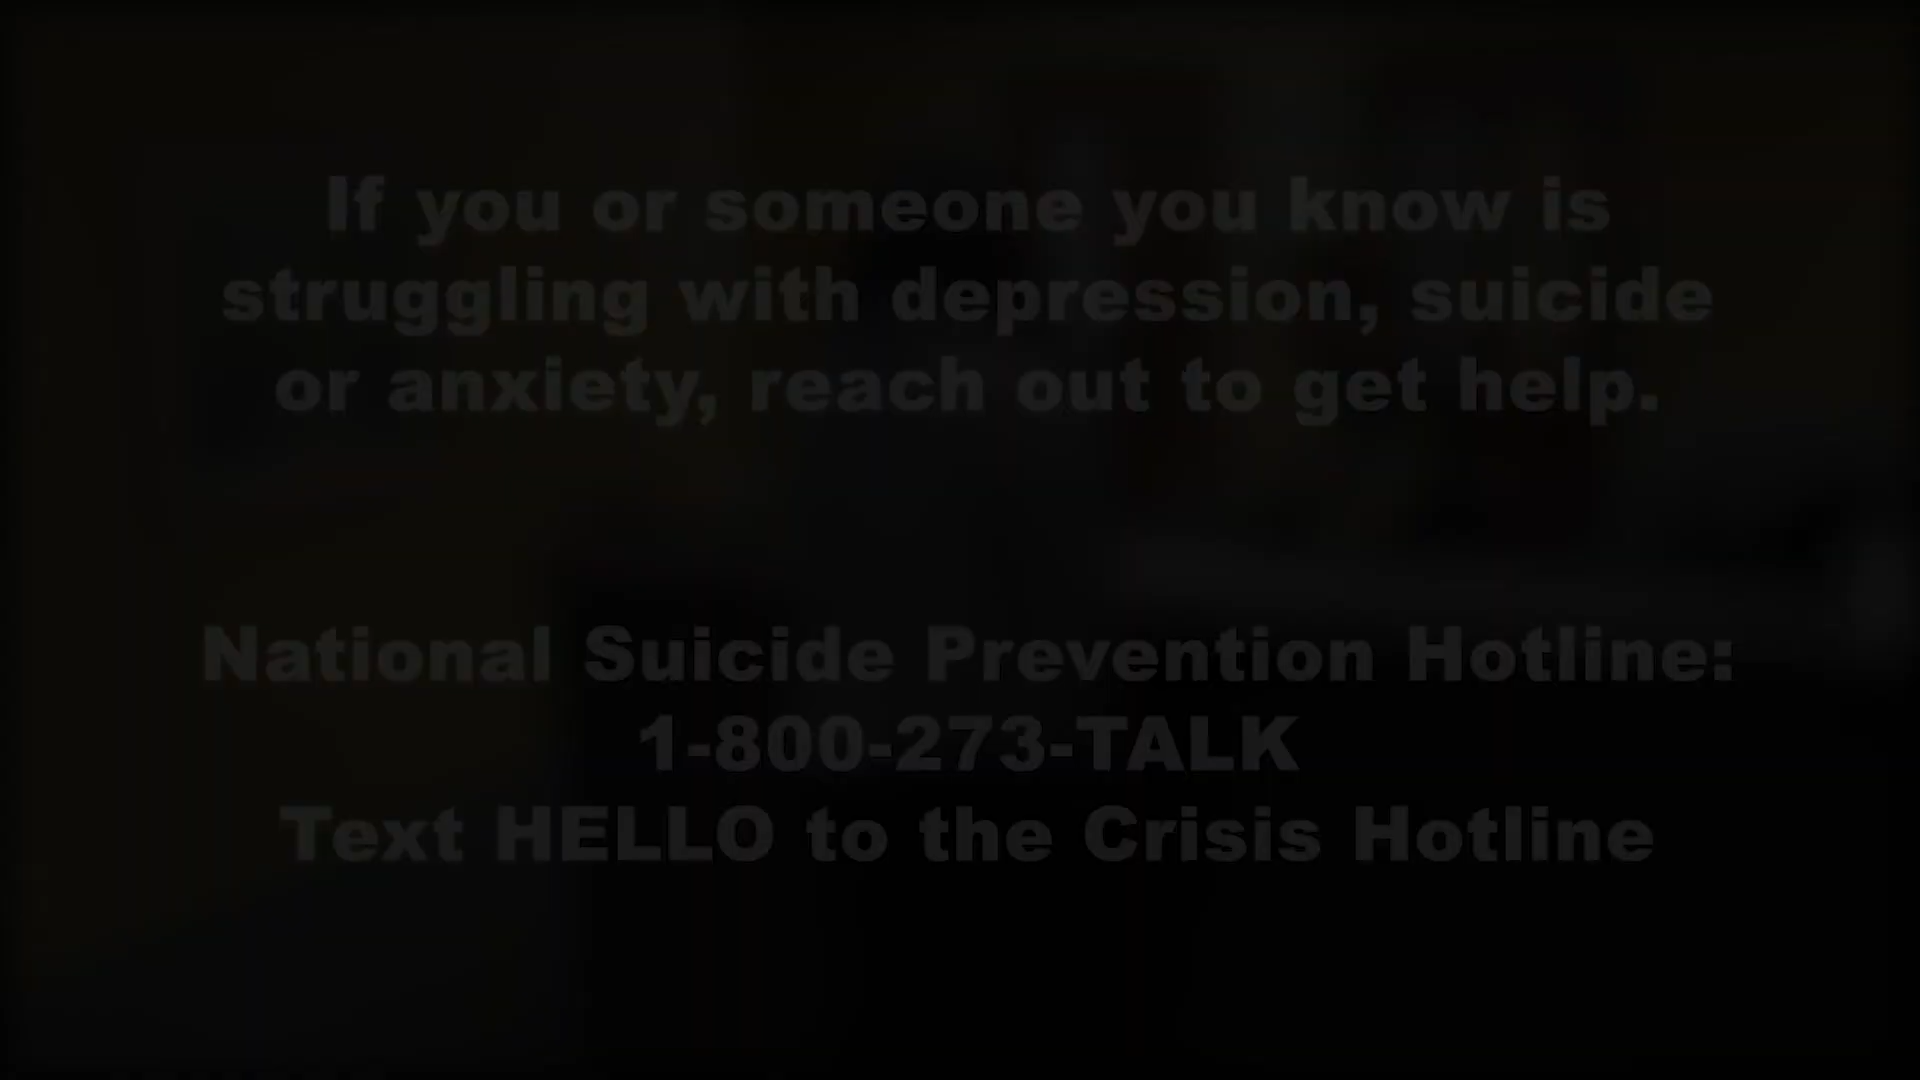 If you or someone you know is
struggling with depression, suicide
or anxiety, reach out to get help.
National Suicide Prevention Hotline:
1-800-273-TALK
Text HELLO to the Crisis Hotline